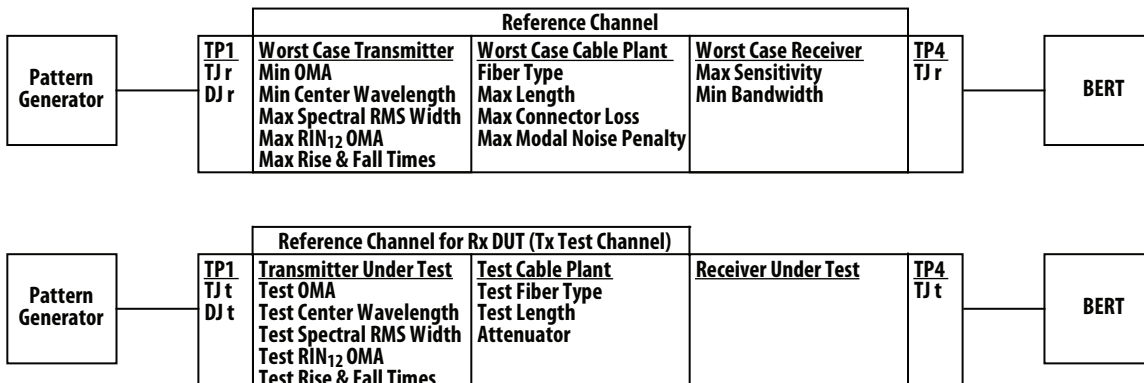 Reference Channel
Pattern
Generator
TP1
TJ r
DJ r
Worst Case Transmitter
Min OMA
Min Center Wavelength
Max Spectral RMS Width
Max RIN12 OMA
Max Rise & Fall Times
Worst Case Cable Plant
Fiber Type
Max Length
Max Connector Loss
Max Modal Noise Penalty
Worst Case Receiver
Max Sensitivity
Min Bandwidth
TP4
TJ r
BERT
Reference Channel for Rx DUT (Tx Test Channel)
Pattern
Generator
TP1
TJ t
DJ t
Transmitter Under Test
Test OMA
Test Center Wavelength
Test Spectral RMS Width
Test RIN12 OMA
Test Rise & Fall Times
Test Cable Plant
Test Fiber Type
Test Length
Attenuator
Receiver Under Test
TP4
TJ t
BERT